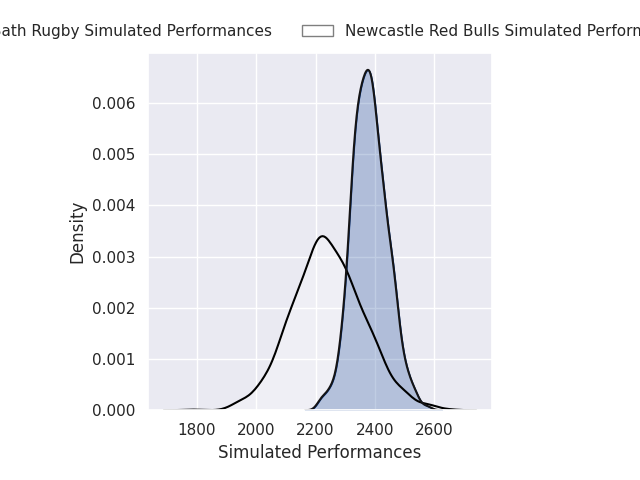 ath Rugby Simulated Performances Newcastle Red Bulls Simulated Perforn
0.006
0.005
0.004
0.003
0.002
0.001
0.000
Density
1800 2000 2200 2400 2600
Simulated Performances